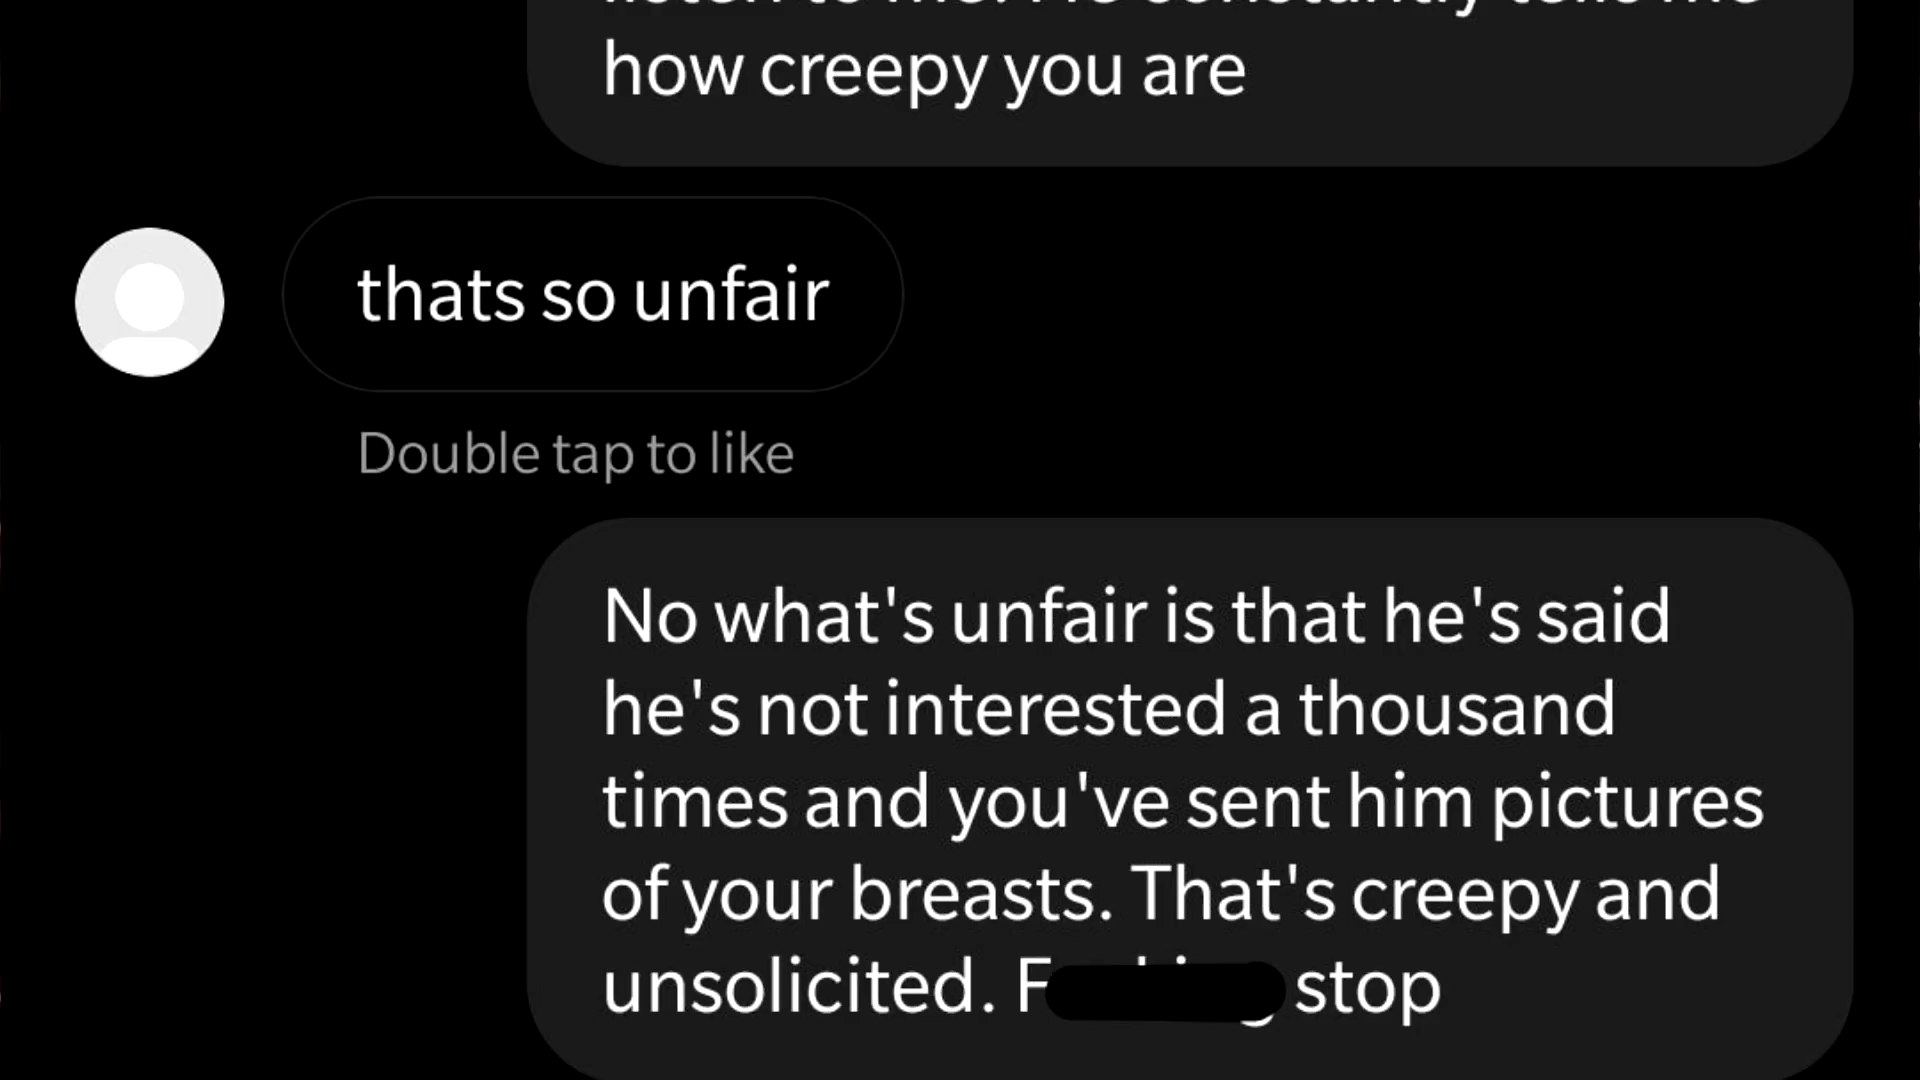 how creepy you are
thats so unfair
Double tap to like
No what's unfair is that he's said
he's not interested a thousand
times and you've sent him pictures
of your breasts. That's creepy and
unsolicited. stop